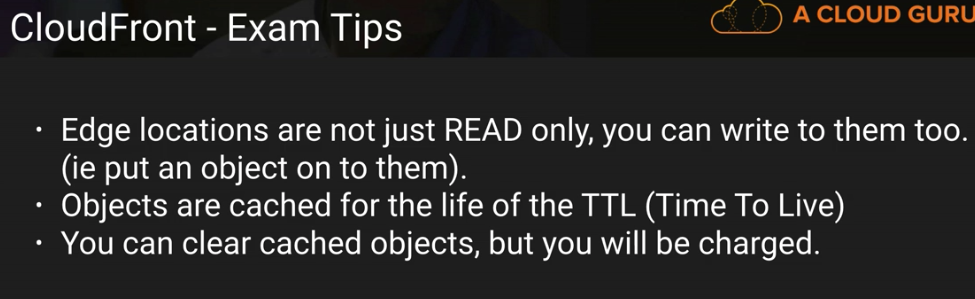 CloudFront - Exam Tips
A CLOUD GURU
• Edge locations are not just READ only, you can write to them too.
(ie put an object on to them).
• Objects are cached for the life of the TTL (Time To Live)
• You can clear cached objects, but you will be charged.